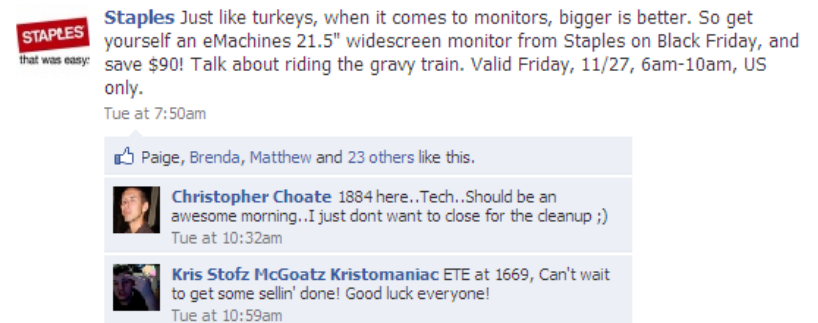 STAPLES
that was easy:
Staples Just like turkeys, when it comes to monitors, bigger is better. So get
yourself an eMachines 21.5" widescreen monitor from Staples on Black Friday, and
save $90! Talk about riding the gravy train. Valid Friday, 11/27, 6am-10am, US
only.
Tue at 7:50am
Paige, Brenda, Matthew and 23 others like this.
Christopher Choate 1884 here..Tech..Should be an
awesome morning..I just dont want to close for the cleanup ;)
Tue at 10:32am
Kris Stofz McGoatz Kristomaniac ETE at 1669, Can't wait
to get some sellin' done! Good luck everyone!
Tue at 10:59am